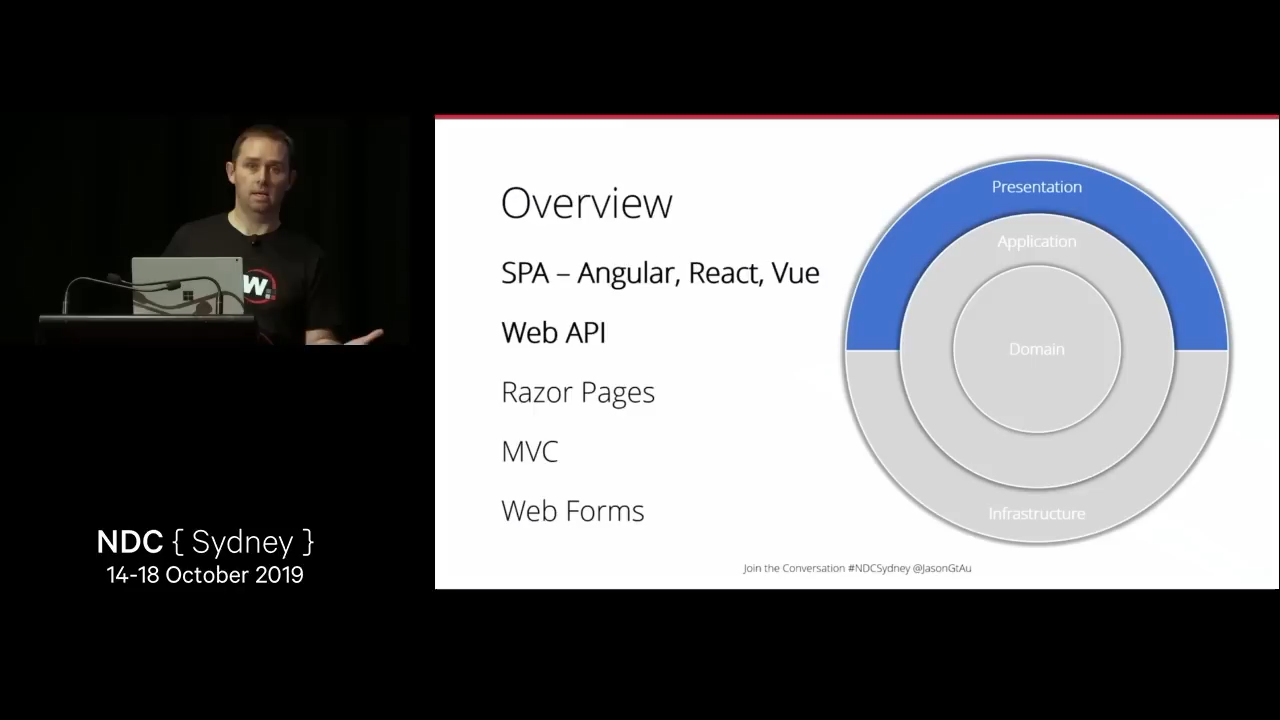 W.
NDC { Sydney }
14-18 October 2019
Overview
SPA – Angular, React, Vue
Web API
Razor Pages
MVC
Web Forms
Presentation
Application
Domain
Infrastructure
Join the Conversation #NDCSydney @JasonGtAu